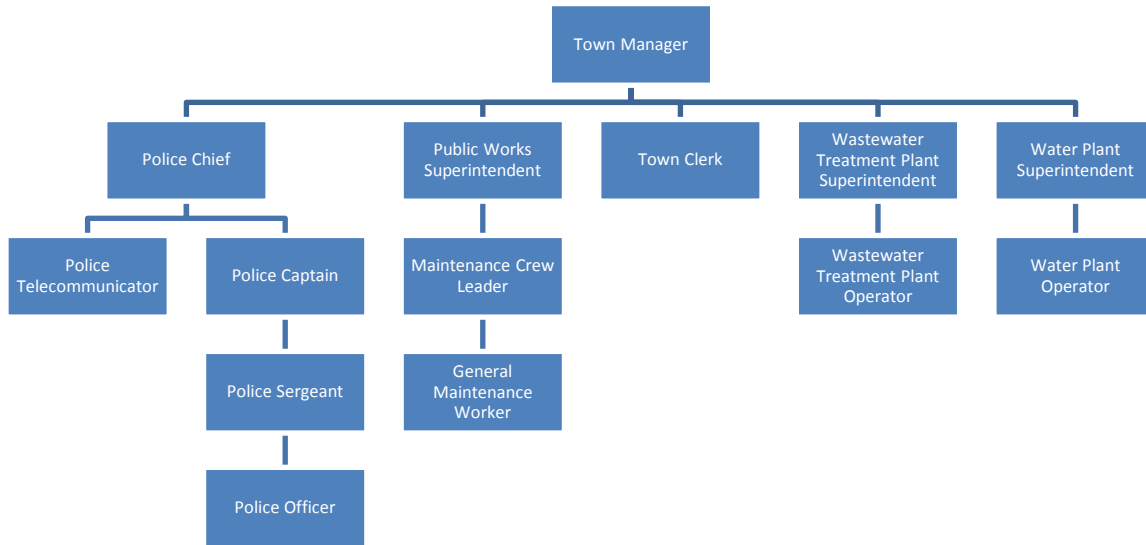 Town Manager
Police Chief
Public Works
Superintendent
Town Clerk
Wastewater
Treatment Plant
Superintendent
Water Plant
Superintendent
Police
Telecommunicator
Police Captain
Maintenance Crew
Leader
Wastewater
Treatment Plant
Operator
Water Plant
Operator
Police Sergeant
General
Maintenance
Worker
Police Officer